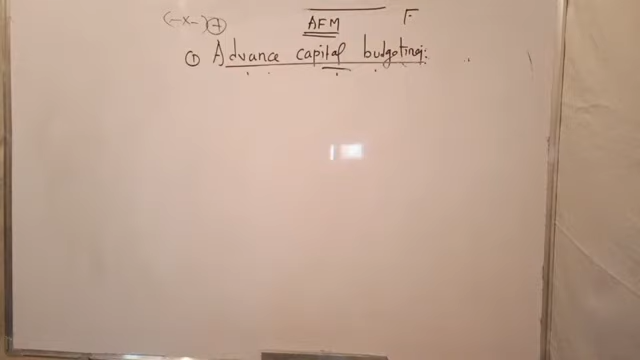 (-x-) + AFM F
① Advance capital budgeting: